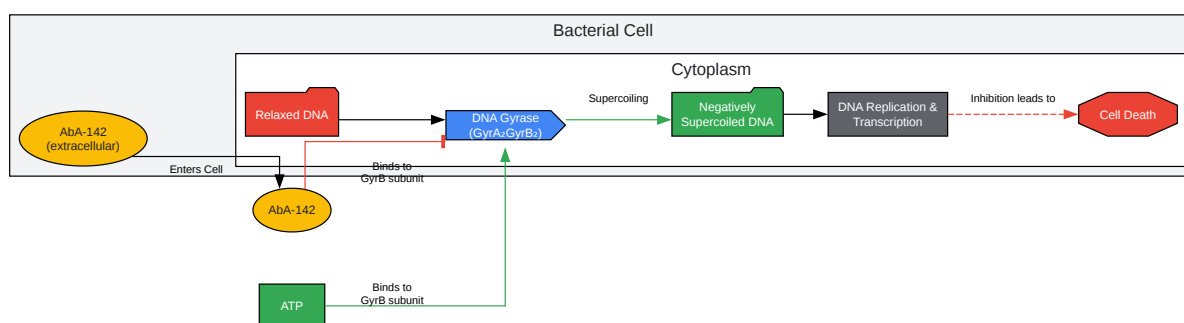 Bacterial Cell
Cytoplasm
Relaxed DNA
DNA Gyrase
(GyrA₂GyrB₂)
Supercoiling
Negatively
Supercoiled DNA
DNA Replication &
Transcription
Inhibition leads to
Cell Death
AbA-142
(extracellular)
Enters Cell
Binds to
GyrB subunit
AbA-142
Binds to
GyrB subunit
ATP